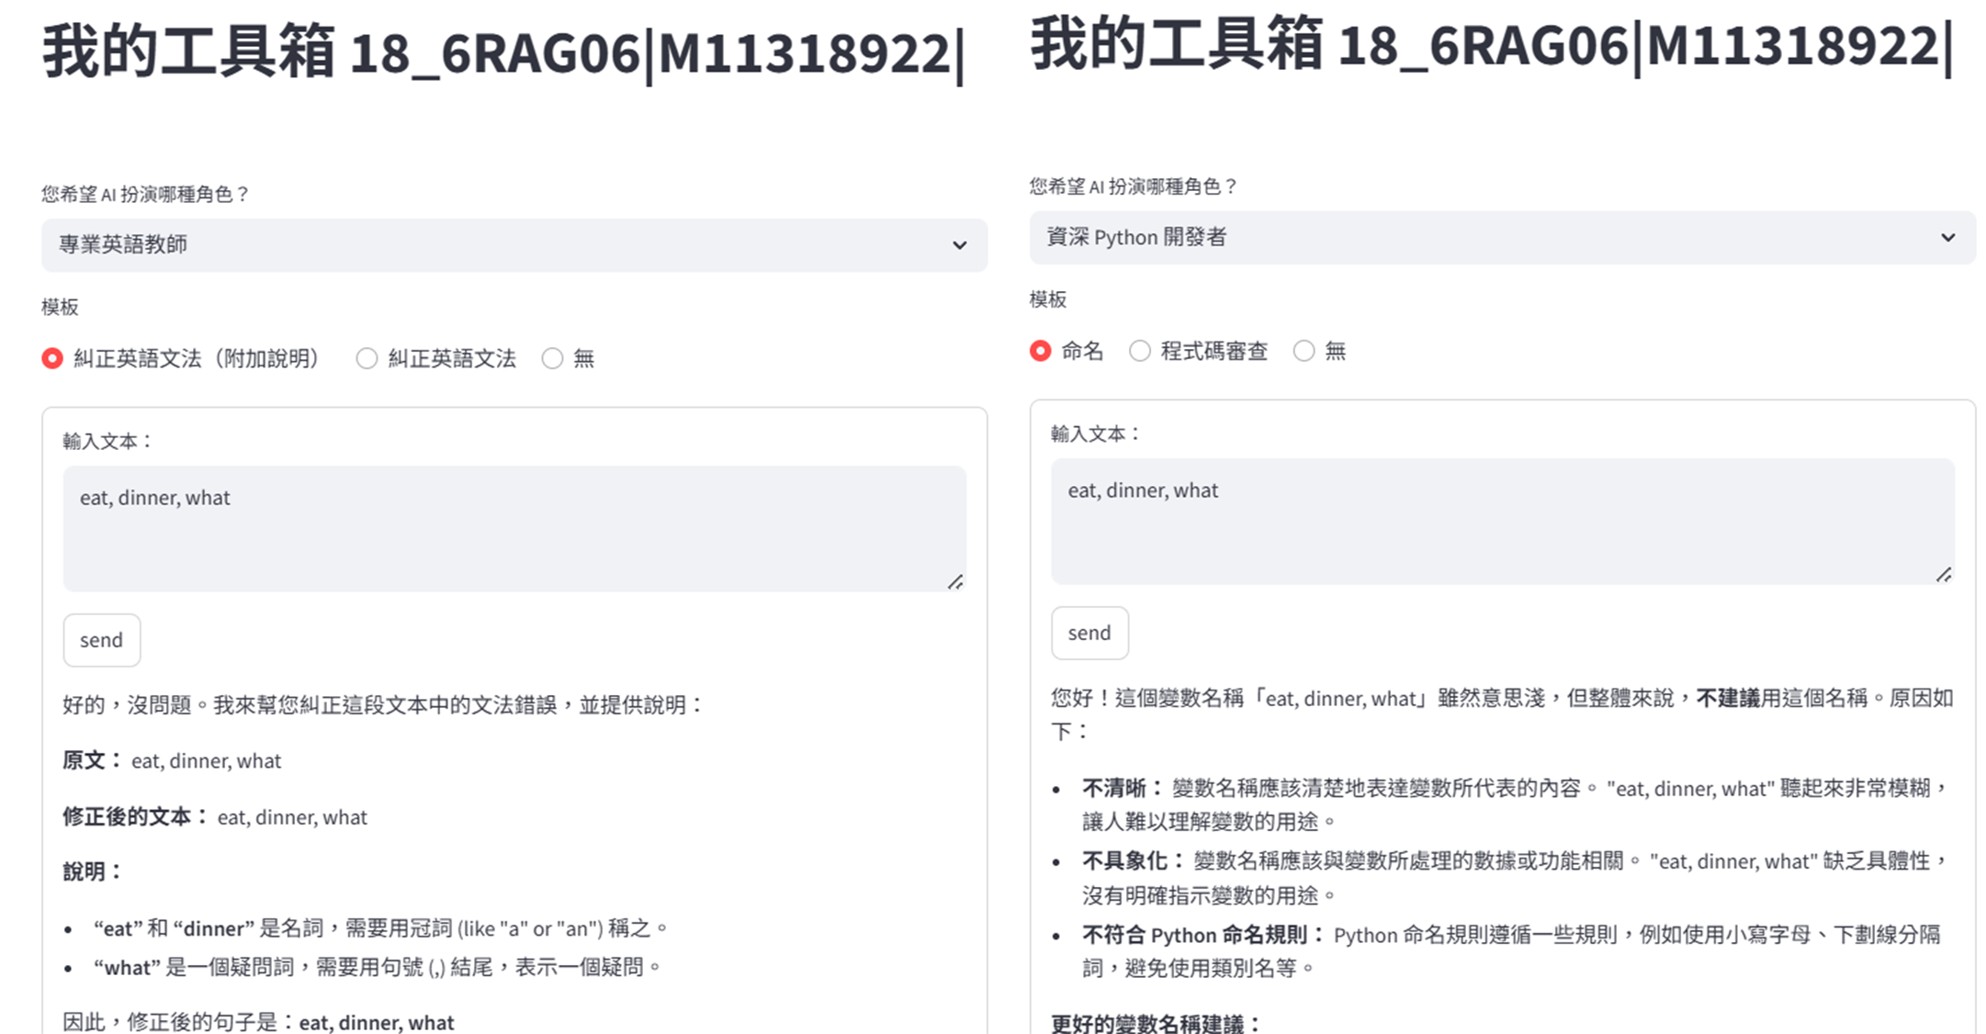 我的工具箱 18_6RAG06|M11318922|
您希望 AI 扮演哪種角色？
專業英語教師
模板
糾正英語文法（附加說明）
糾正英語文法
無
輸入文本：
eat, dinner, what
send
好的，沒問題。我來幫您糾正這段文本中的文法錯誤，並提供說明：
原文： eat, dinner, what
修正後的文本： eat, dinner, what
說明：
• “eat” 和 “dinner” 是名詞，需要用冠詞 (like "a" or "an") 稱之。
• “what” 是一個疑問詞，需要用句號 (,) 結尾，表示一個疑問。
因此，修正後的句子是：eat, dinner, what
我的工具箱 18_6RAG06|M11318922|
您希望 AI 扮演哪種角色？
資深 Python 開發者
模板
命名
程式碼審查
無
輸入文本：
eat, dinner, what
send
您好！這個變數名稱「eat, dinner, what」雖然意思淺，但整體來說，不建議用這個名稱。原因如
下：
• 不清晰： 變數名稱應該清楚地表達變數所代表的內容。 "eat, dinner, what" 聽起來非常模糊，
讓人難以理解變數的用途。
• 不具象化： 變數名稱應該與變數所處理的數據或功能相關。 "eat, dinner, what" 缺乏具體性，
沒有明確指示變數的用途。
• 不符合 Python 命名規則： Python 命名規則遵循一些規則，例如使用小寫字母、下劃線分隔
詞，避免使用類別名等。
更好的變數名稱建議：